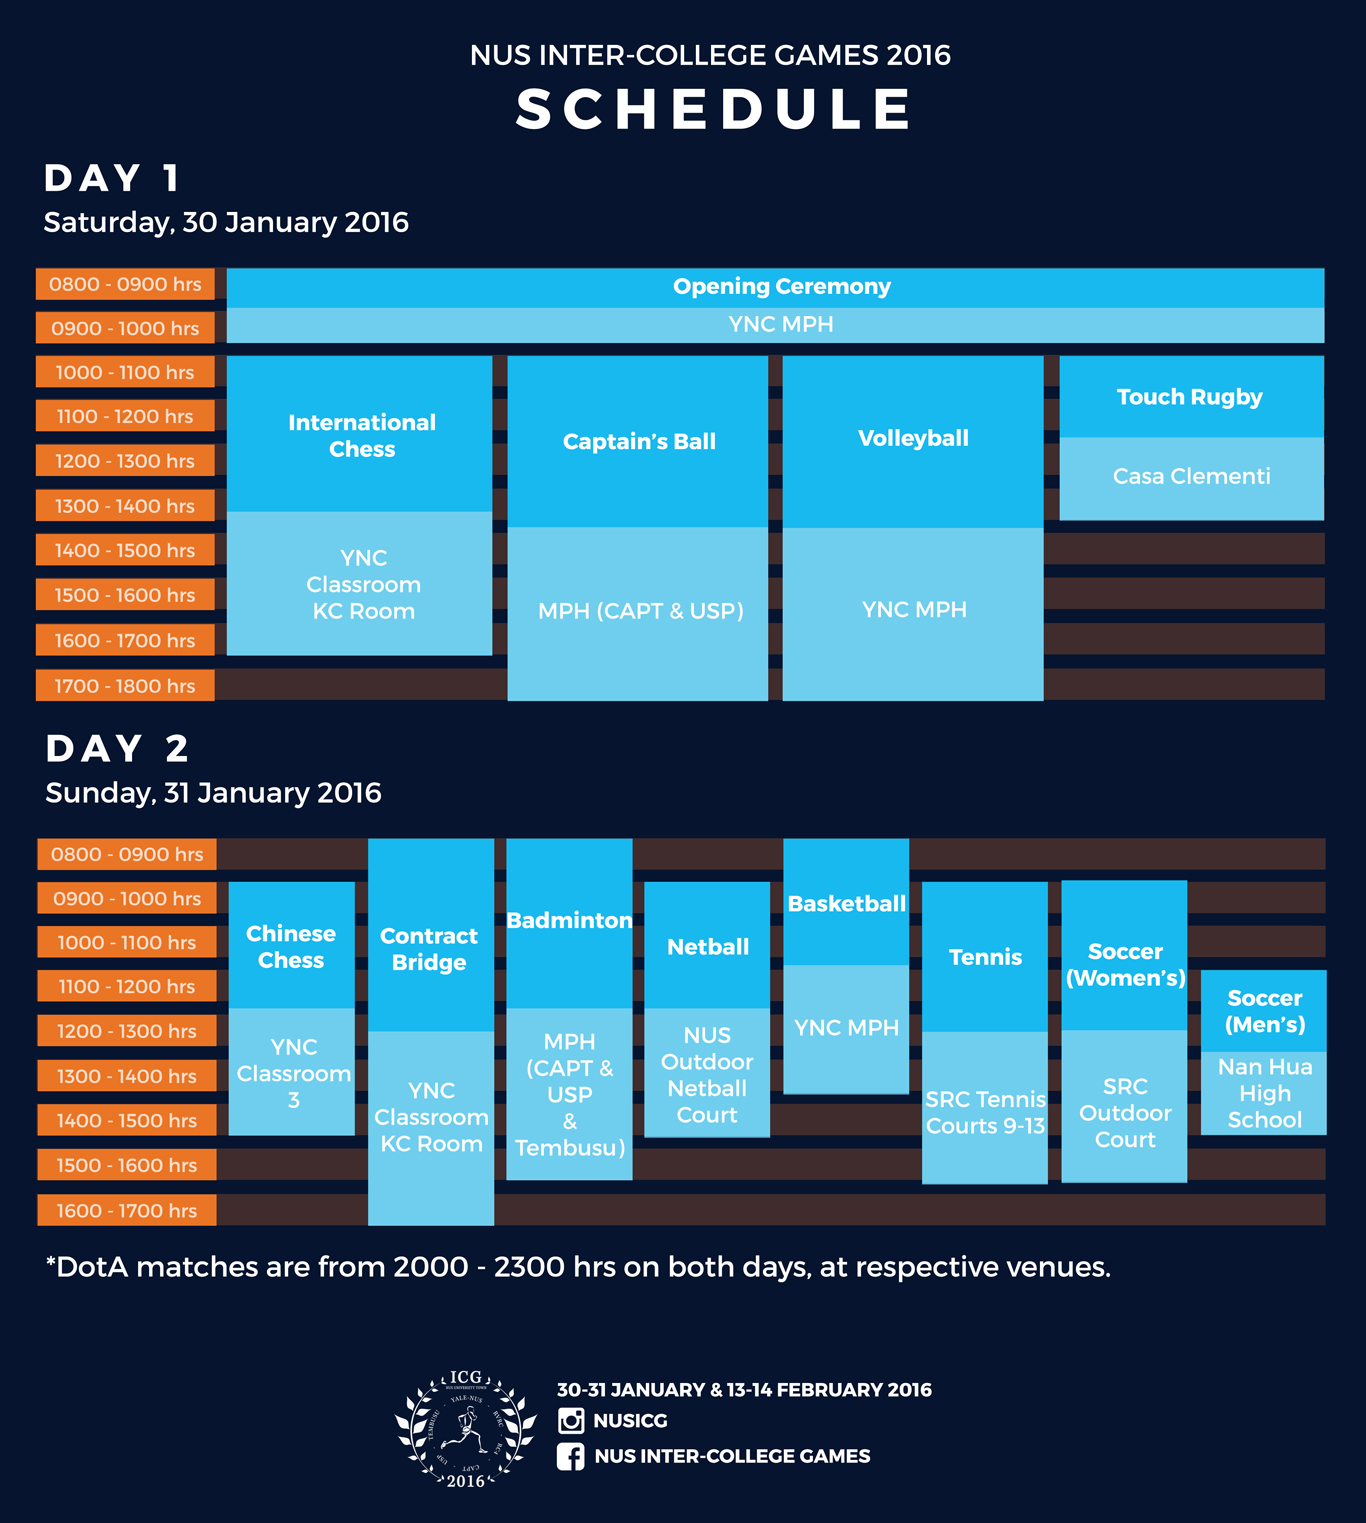 NUS INTER-COLLEGE GAMES 2016
SCHEDULE
DAY 1
Saturday, 30 January 2016
0800 - 0900 hrs
Opening Ceremony
0900 - 1000 hrs
YNC MPH
1000 - 1100 hrs
1100 - 1200 hrs
1200 - 1300 hrs
1300 - 1400 hrs
1400 - 1500 hrs
1500 - 1600 hrs
1600 - 1700 hrs
1700 - 1800 hrs
International
Chess
YNC
Classroom
KC Room
Captain's Ball
MPH (CAPT & USP)
Volleyball
YNC MPH
Touch Rugby
Casa Clementi
DAY 2
Sunday, 31 January 2016
0800 - 0900 hrs
0900 - 1000 hrs
1000 - 1100 hrs
1100 - 1200 hrs
1200 - 1300 hrs
1300 - 1400 hrs
1400 - 1500 hrs
1500 - 1600 hrs
1600 - 1700 hrs
Chinese
Chess
YNC
Classroom
3
Contract
Bridge
YNC
Classroom
KC Room
Badminton
MPH
(CAPT &
USP
&
Tembusu)
Netball
NUS
Outdoor
Netball
Court
Basketball
YNC MPH
Tennis
SRC Tennis
Courts 9-13
Soccer
(Women's)
SRC
Outdoor
Court
Soccer
(Men's)
Nan Hua
High
School
*DotA matches are from 2000 - 2300 hrs on both days, at respective venues.
ICG
NUS UNIVERSITY TOWN
TEMBUSU · YALE-NUS · RVRC · RC4 · CAPT · USP
2016
30-31 JANUARY & 13-14 FEBRUARY 2016
NUSICG
NUS INTER-COLLEGE GAMES